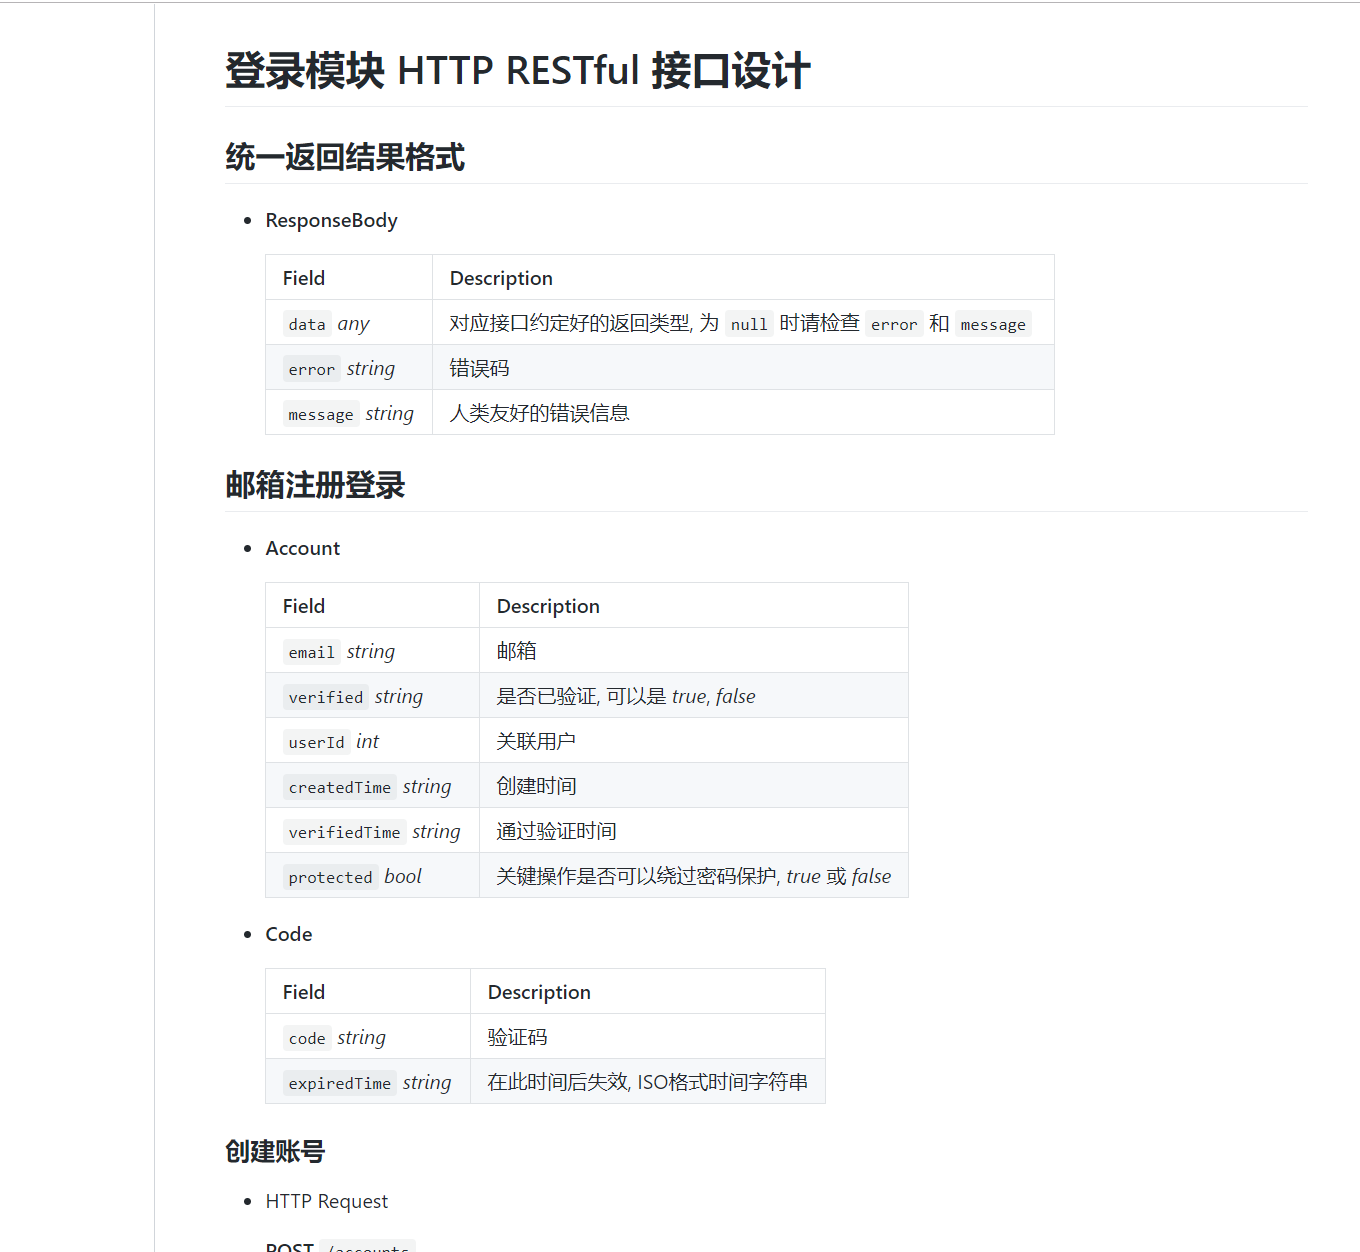 登录模块 HTTP RESTful 接口设计
统一返回结果格式
ResponseBody
Field Description
data any 对应接口约定好的返回类型, 为 null 时请检查 error 和 message
error string 错误码
message string 人类友好的错误信息
邮箱注册登录
Account
Field Description
email string 邮箱
verified string 是否已验证, 可以是 true, false
userId int 关联用户
createdTime string 创建时间
verifiedTime string 通过验证时间
protected bool 关键操作是否可以绕过密码保护, true 或 false
Code
Field Description
code string 验证码
expiredTime string 在此时间后失效, ISO格式时间字符串
创建账号
HTTP Request
POST /accounts